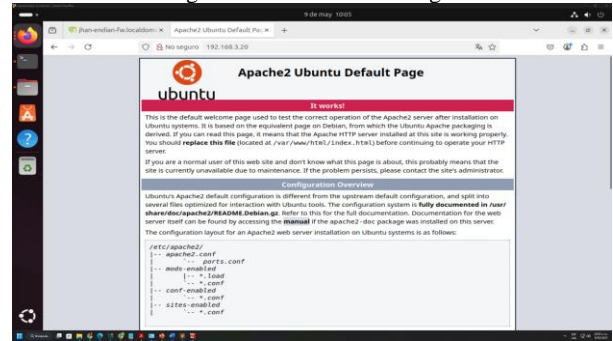 9 de may 10:05
jhan-endian-fw.localdom
Apache2 Ubuntu Default Pag
No seguro 192.168.3.20
ubuntu
Apache2 Ubuntu Default Page
It works!
This is the default welcome page used to test the correct operation of the Apache2 server after installation on
Ubuntu systems. It is based on the equivalent page on Debian, from which the Ubuntu Apache packaging is
derived. If you can read this page, it means that the Apache HTTP server installed at this site is working properly.
You should replace this file (located at /var/www/html/index.html) before continuing to operate your HTTP
server.
If you are a normal user of this web site and don't know what this page is about, this probably means that the
site is currently unavailable due to maintenance. If the problem persists, please contact the site's administrator.
Configuration Overview
Ubuntu's Apache2 default configuration is different from the upstream default configuration, and split into
several files optimized for interaction with Ubuntu tools. The configuration system is fully documented in /usr/
share/doc/apache2/README.Debian.gz. Refer to this for the full documentation. Documentation for the web
server itself can be found by accessing the manual if the apache2-doc package was installed on this server.
The configuration layout for an Apache2 web server installation on Ubuntu systems is as follows:
/etc/apache2/
|-- apache2.conf
|       `-- ports.conf
|-- mods-enabled
|       |-- *.load
|       `-- *.conf
|-- conf-enabled
|       `-- *.conf
|-- sites-enabled
|       `-- *.conf